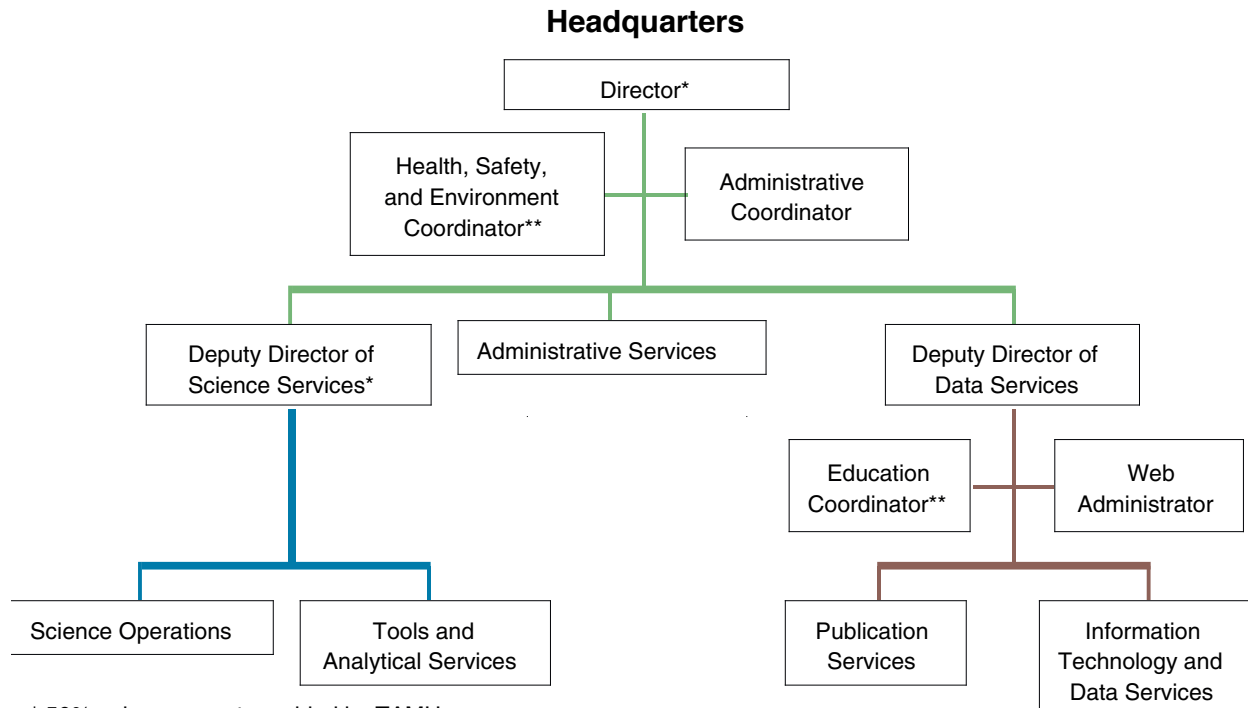 Headquarters
Director*
Health, Safety,
and Environment
Coordinator**
Administrative
Coordinator
Deputy Director of
Science Services*
Administrative Services
Deputy Director of
Data Services
Education
Coordinator**
Web
Administrator
Science Operations
Tools and
Analytical Services
Publication
Services
Information
Technology and
Data Services